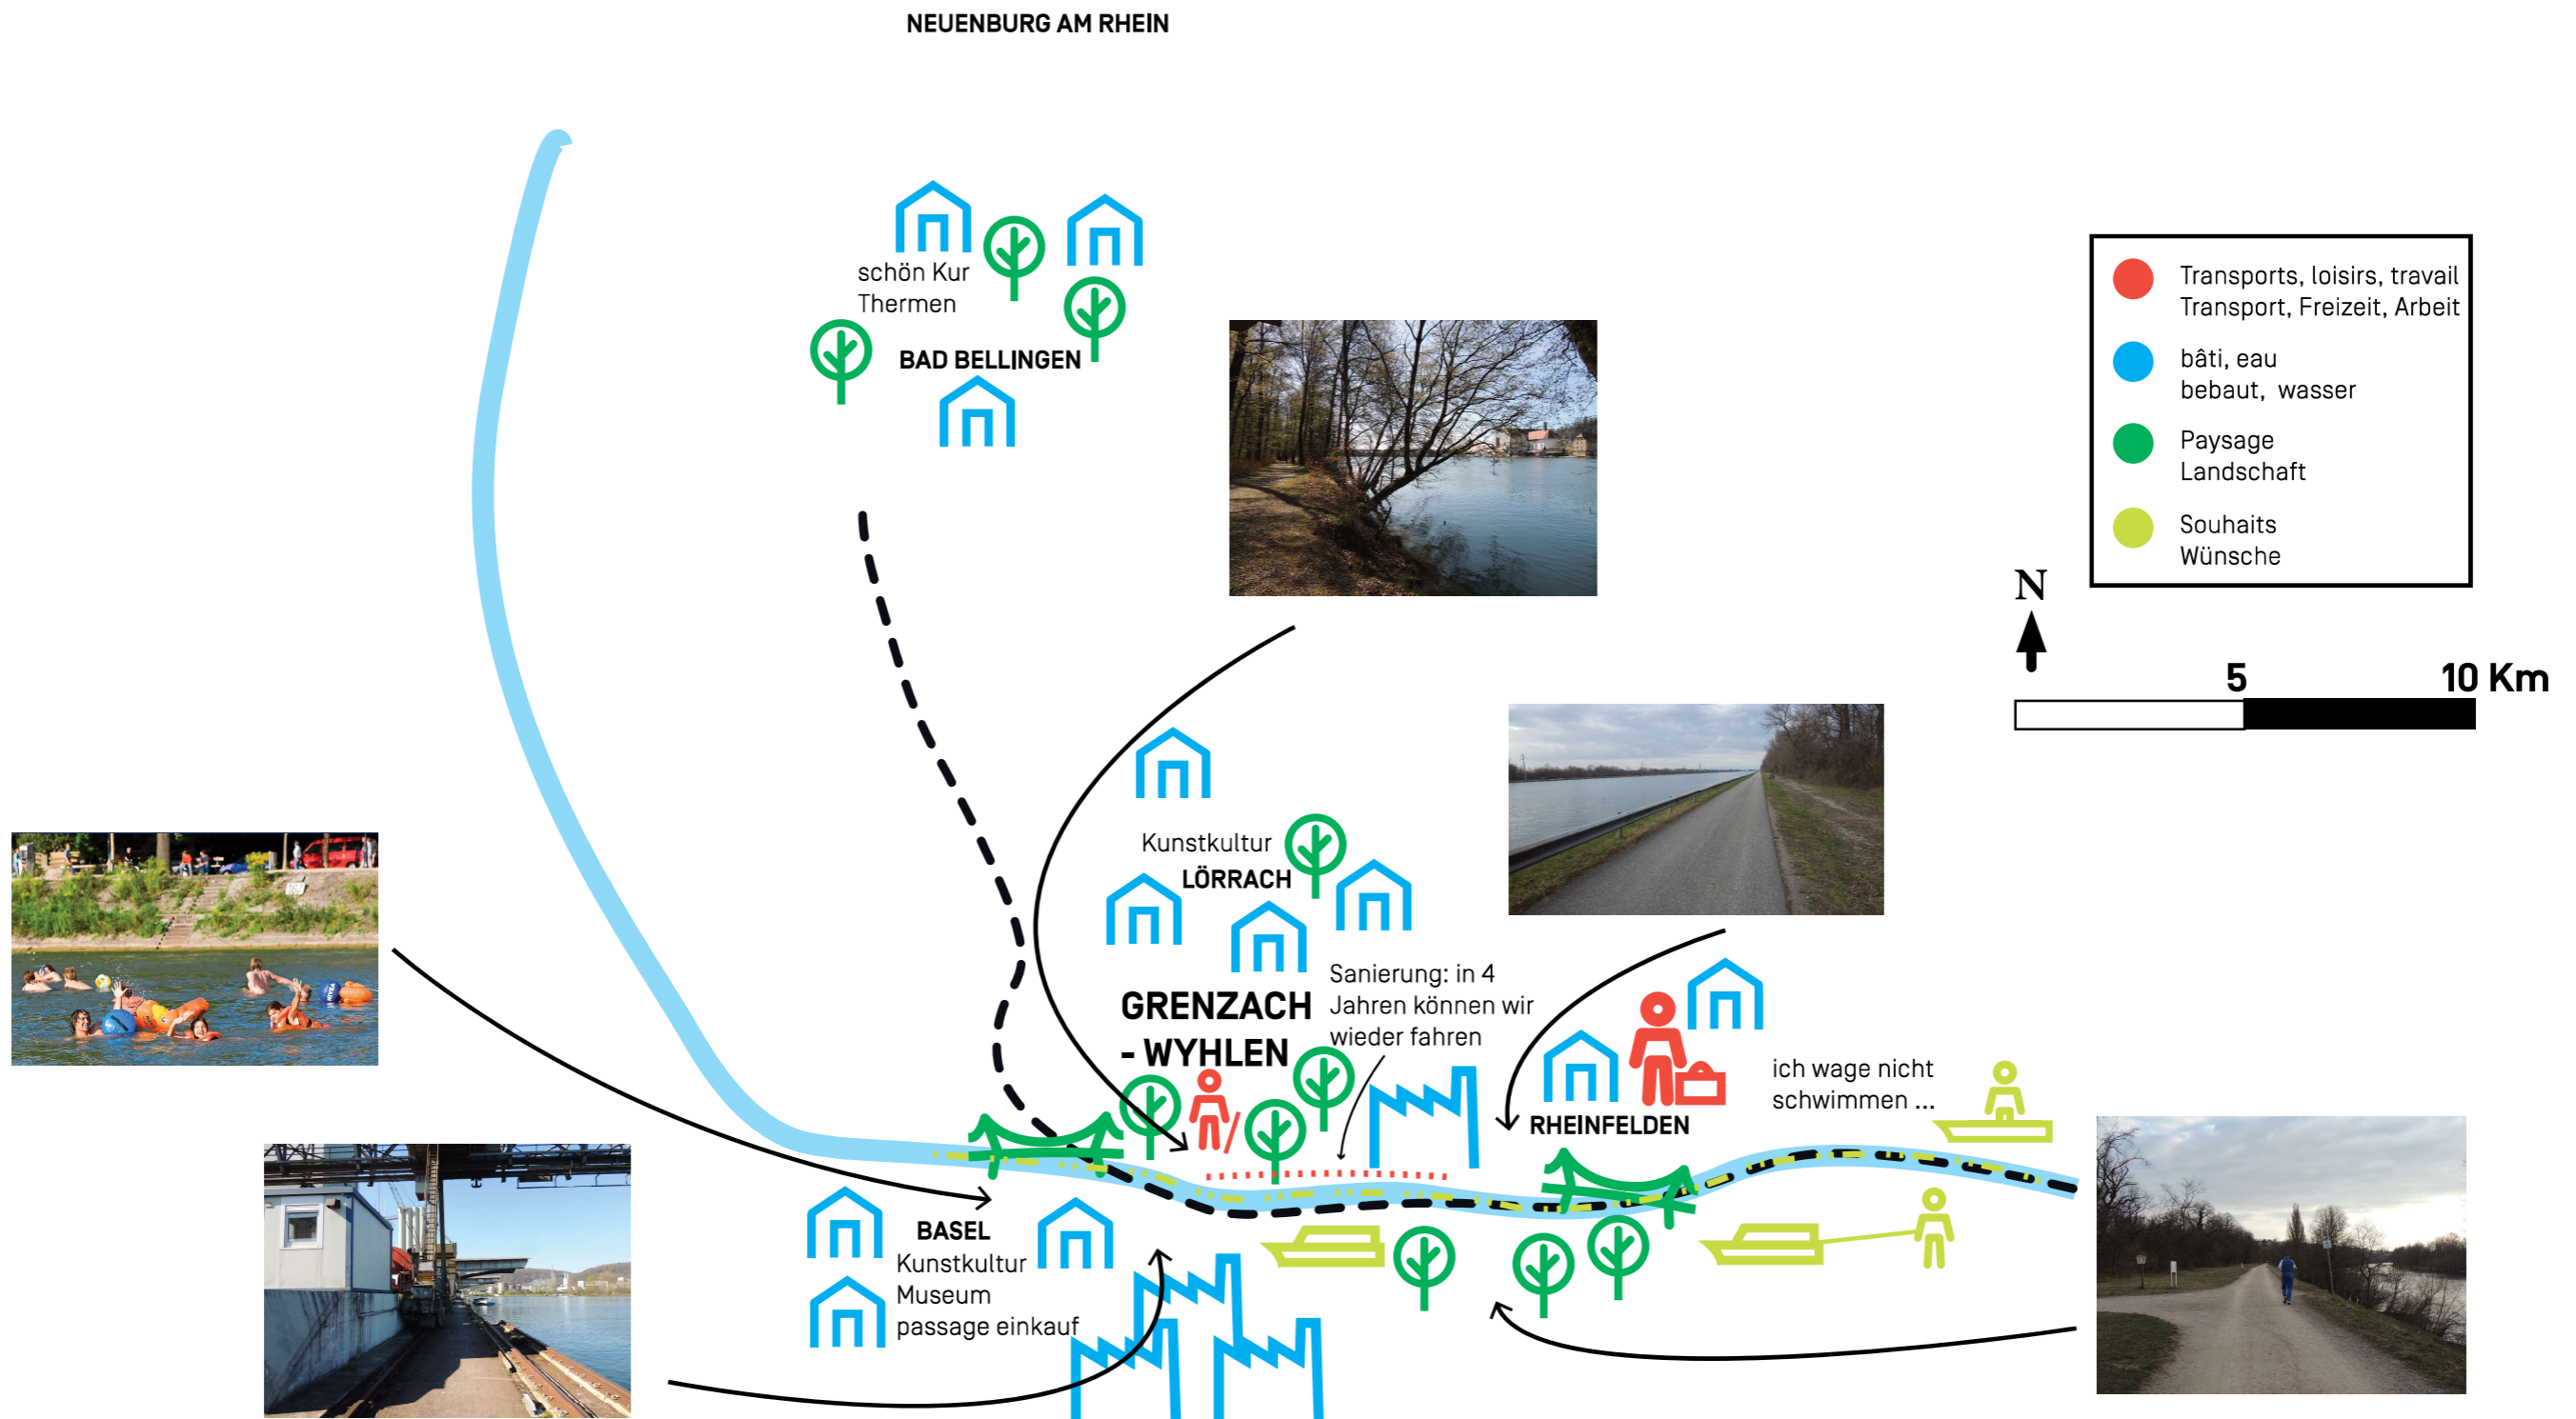 NEUENBURG AM RHEIN
schön Kur
Thermen
BAD BELLINGEN
Transports, loisirs, travail
Transport, Freizeit, Arbeit
bâti, eau
bebaut, wasser
Paysage
Landschaft
Souhaits
Wünsche
N
5
10 Km
Kunstkultur
LÖRRACH
GRENZACH
- WYHLEN
Sanierung: in 4
Jahren können wir
wieder fahren
RHEINFELDEN
ich wage nicht
schwimmen ...
BASEL
Kunstkultur
Museum
passage einkauf
NIVEA